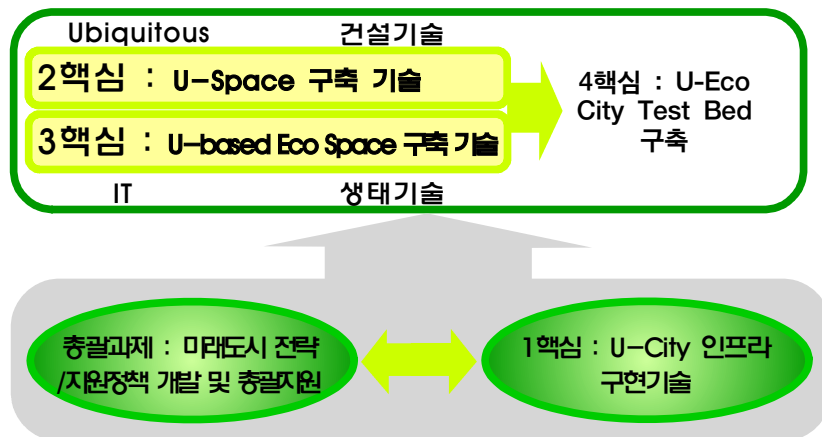 Ubiquitous 건설기술
2핵심 : U-Space 구축 기술
3핵심 : U-based Eco Space 구축 기술
IT 생태기술
4핵심 : U-Eco
City Test Bed
구축
총괄과제 : 미래도시 전략
/지원정책 개발 및 총괄지원
1핵심 : U-City 인프라
구현기술